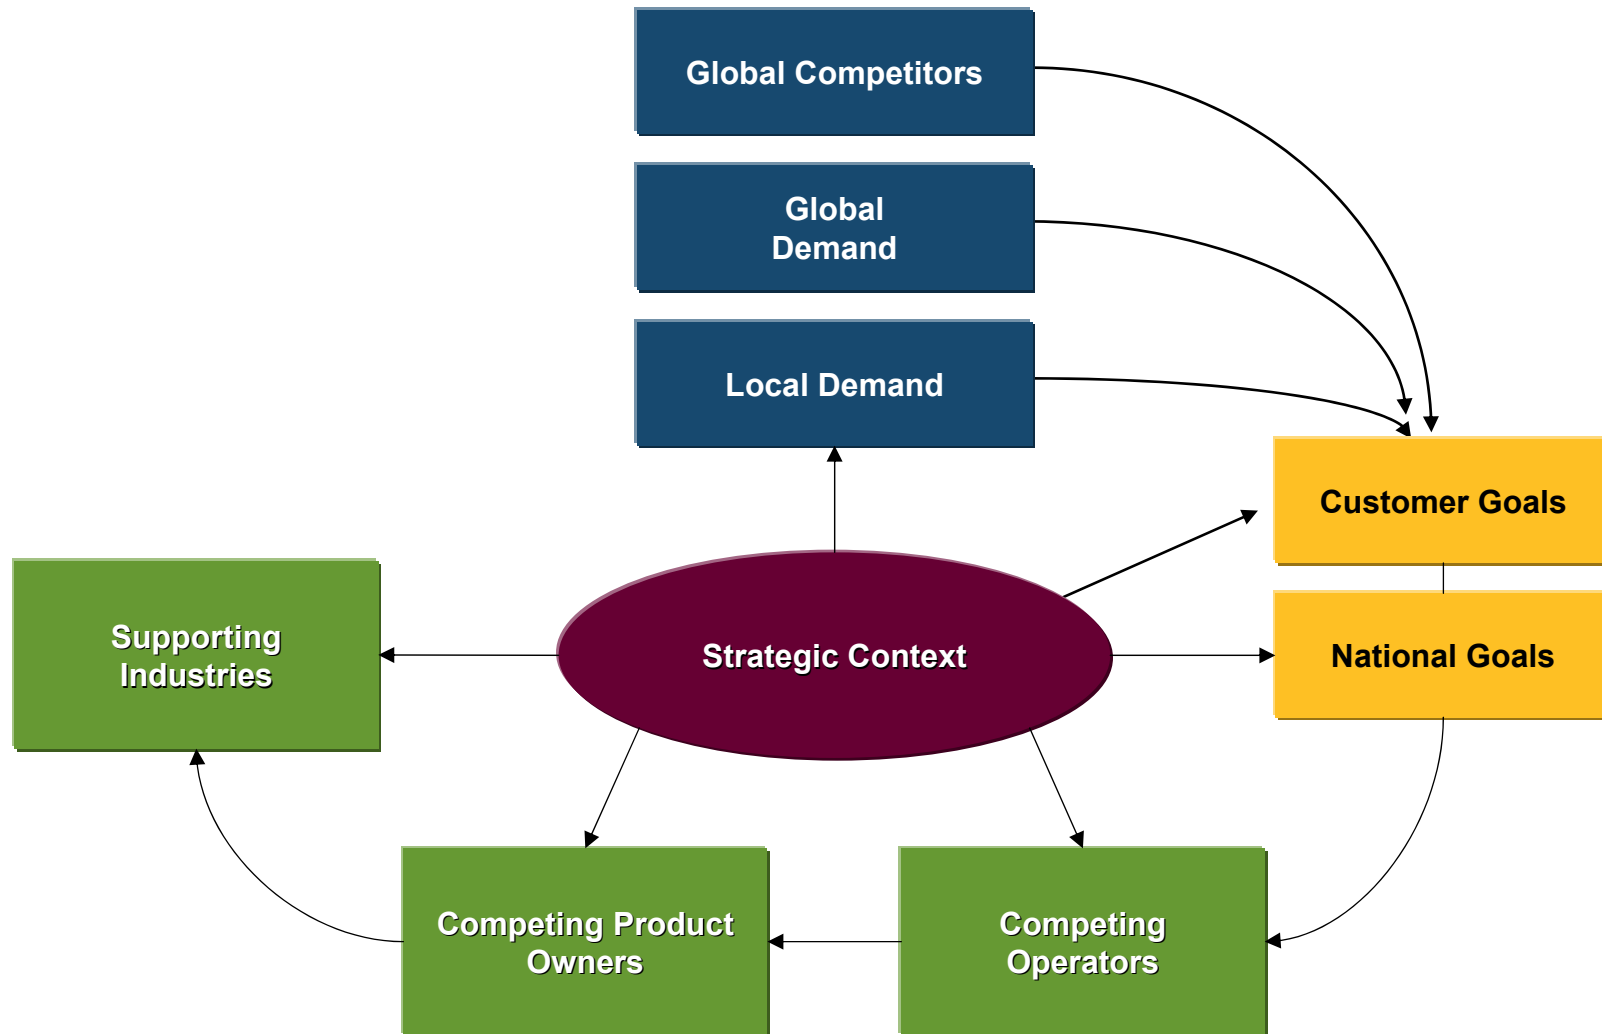 Global Competitors
Global
Demand
Local Demand
Customer Goals
Supporting
Industries
Strategic Context
National Goals
Competing Product
Owners
Competing
Operators